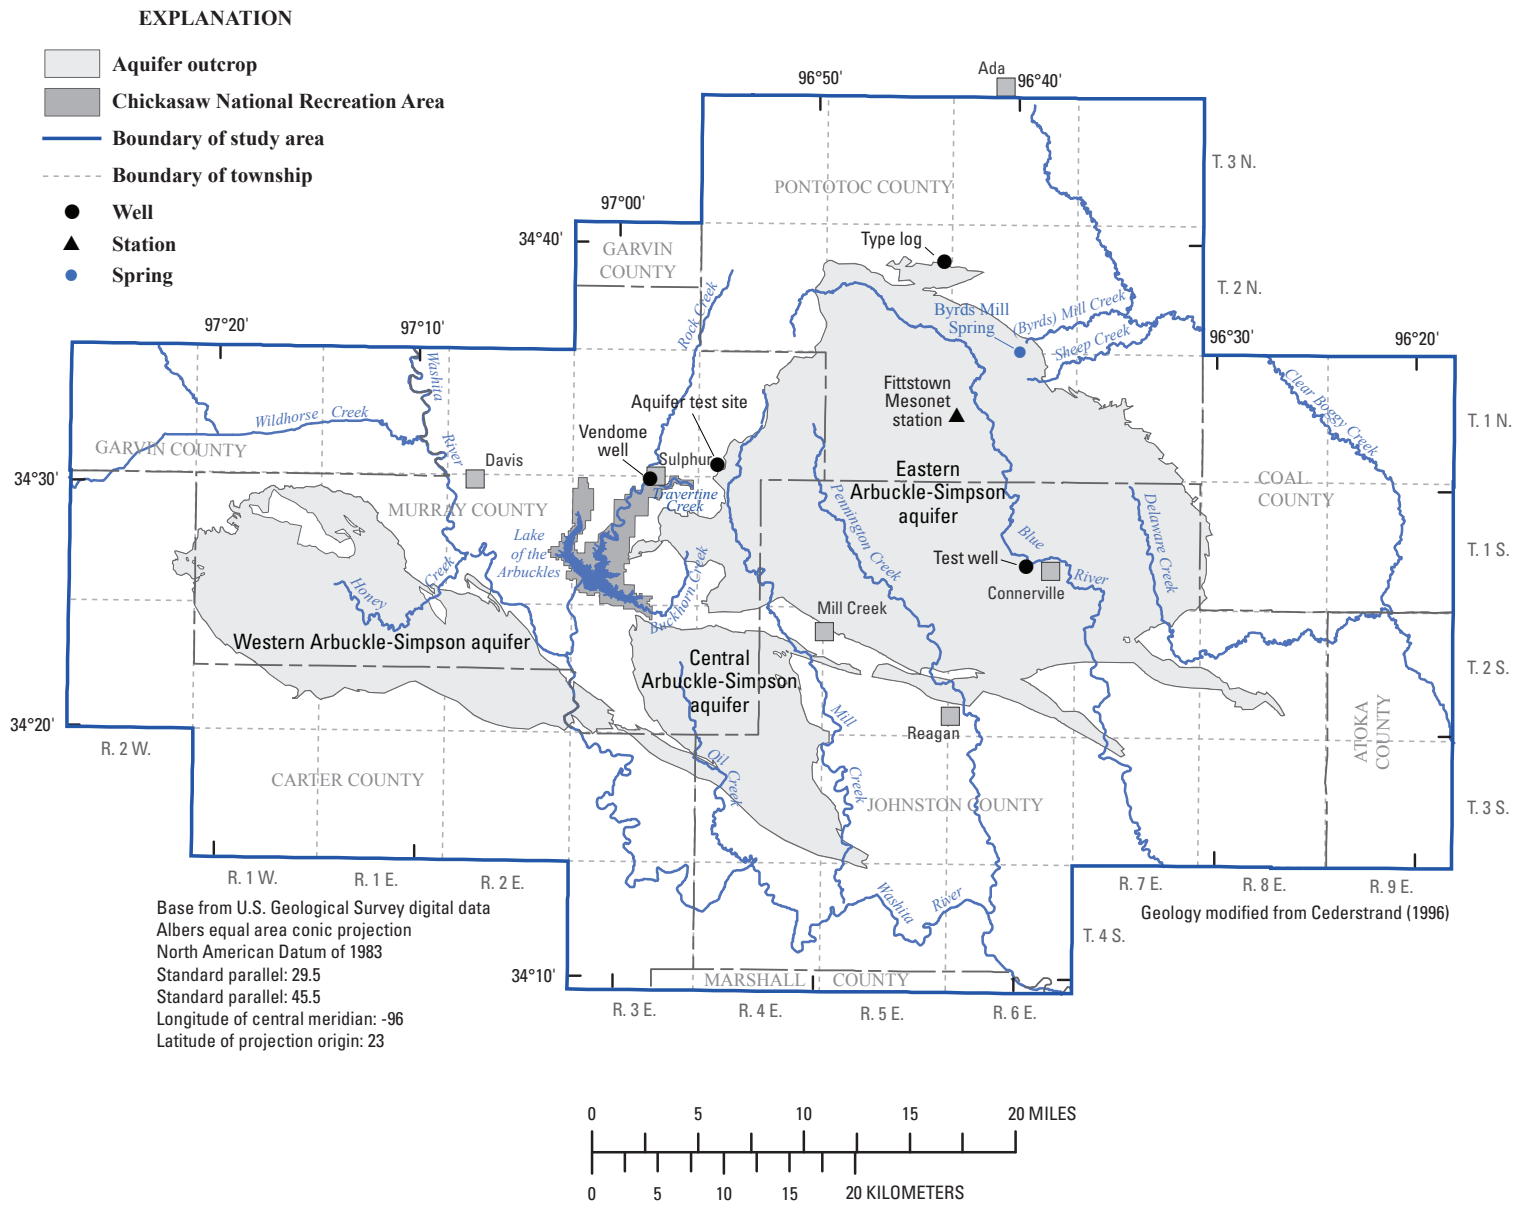 EXPLANATION
Aquifer outcrop
Chickasaw National Recreation Area
Boundary of study area
Boundary of township
Well
Station
Spring
Ada
96°50'
96°40'
T. 3 N.
PONTOTOC COUNTY
97°00'
34°40'
GARVIN
COUNTY
Type log
T. 2 N.
Rock Creek
Byrds Mill
Spring
(Byrds) Mill Creek
Sheep Creek
97°20'
97°10'
96°30'
96°20'
Washita
River
Clear Boggy Creek
Fittstown
Mesonet
station
Aquifer test site
Wildhorse Creek
Vendome
well
T. 1 N.
GARVIN COUNTY
Davis
Sulphur
34°30'
Eastern
Arbuckle-Simpson
aquifer
COAL
COUNTY
Travertine
Creek
MURRAY COUNTY
Pennington Creek
Delaware Creek
Lake
of the
Arbuckles
Blue
River
T. 1 S.
Test well
Connerville
Honey
Creek
Buckhorn Creek
Mill Creek
Western Arbuckle-Simpson aquifer
Central
Arbuckle-Simpson
aquifer
T. 2 S.
Mill
Creek
Reagan
ATOKA
COUNTY
34°20'
R. 2 W.
Oil
Creek
CARTER COUNTY
JOHNSTON COUNTY
T. 3 S.
R. 1 W.
R. 1 E.
R. 2 E.
R. 7 E.
R. 8 E.
R. 9 E.
Washita
River
Geology modified from Cederstrand (1996)
Base from U.S. Geological Survey digital data
Albers equal area conic projection
North American Datum of 1983
Standard parallel: 29.5
Standard parallel: 45.5
Longitude of central meridian: -96
Latitude of projection origin: 23
T. 4 S.
34°10'
MARSHALL COUNTY
R. 3 E.
R. 4 E.
R. 5 E.
R. 6 E.
0 5 10 15 20 MILES
0 5 10 15 20 KILOMETERS